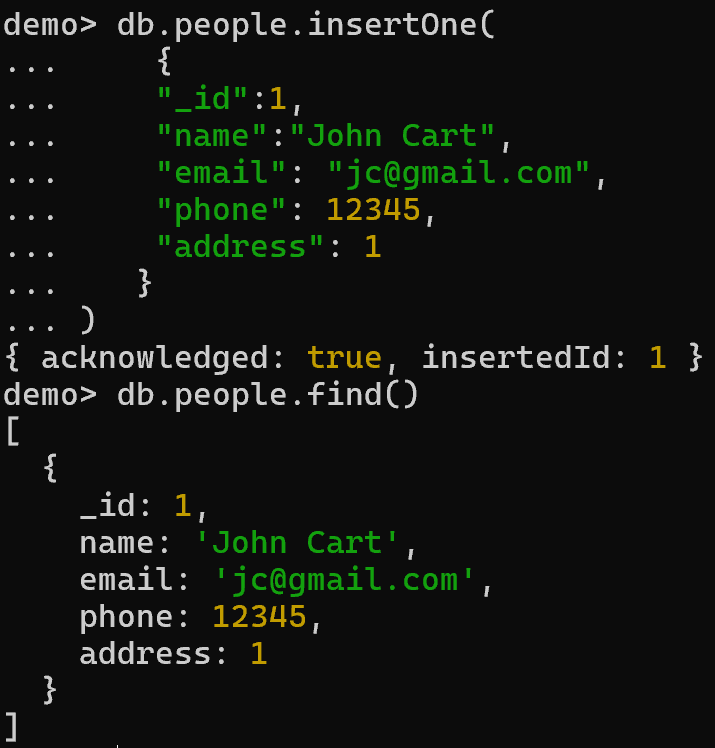 demo> db.people.insertOne(
...     {
...     "_id":1,
...     "name":"John Cart",
...     "email": "jc@gmail.com",
...     "phone": 12345,
...     "address": 1
...    }
... )
{ acknowledged: true, insertedId: 1 }
demo> db.people.find()
[
  {
    _id: 1,
    name: 'John Cart',
    email: 'jc@gmail.com',
    phone: 12345,
    address: 1
  }
]